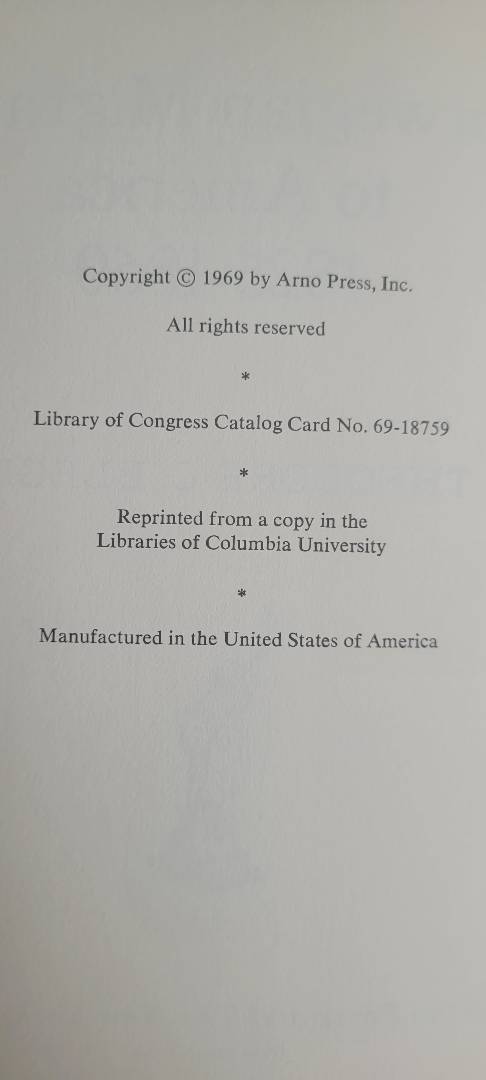 Copyright © 1969 by Arno Press, Inc.
All rights reserved
*
Library of Congress Catalog Card No. 69-18759
*
Reprinted from a copy in the
Libraries of Columbia University
*
Manufactured in the United States of America